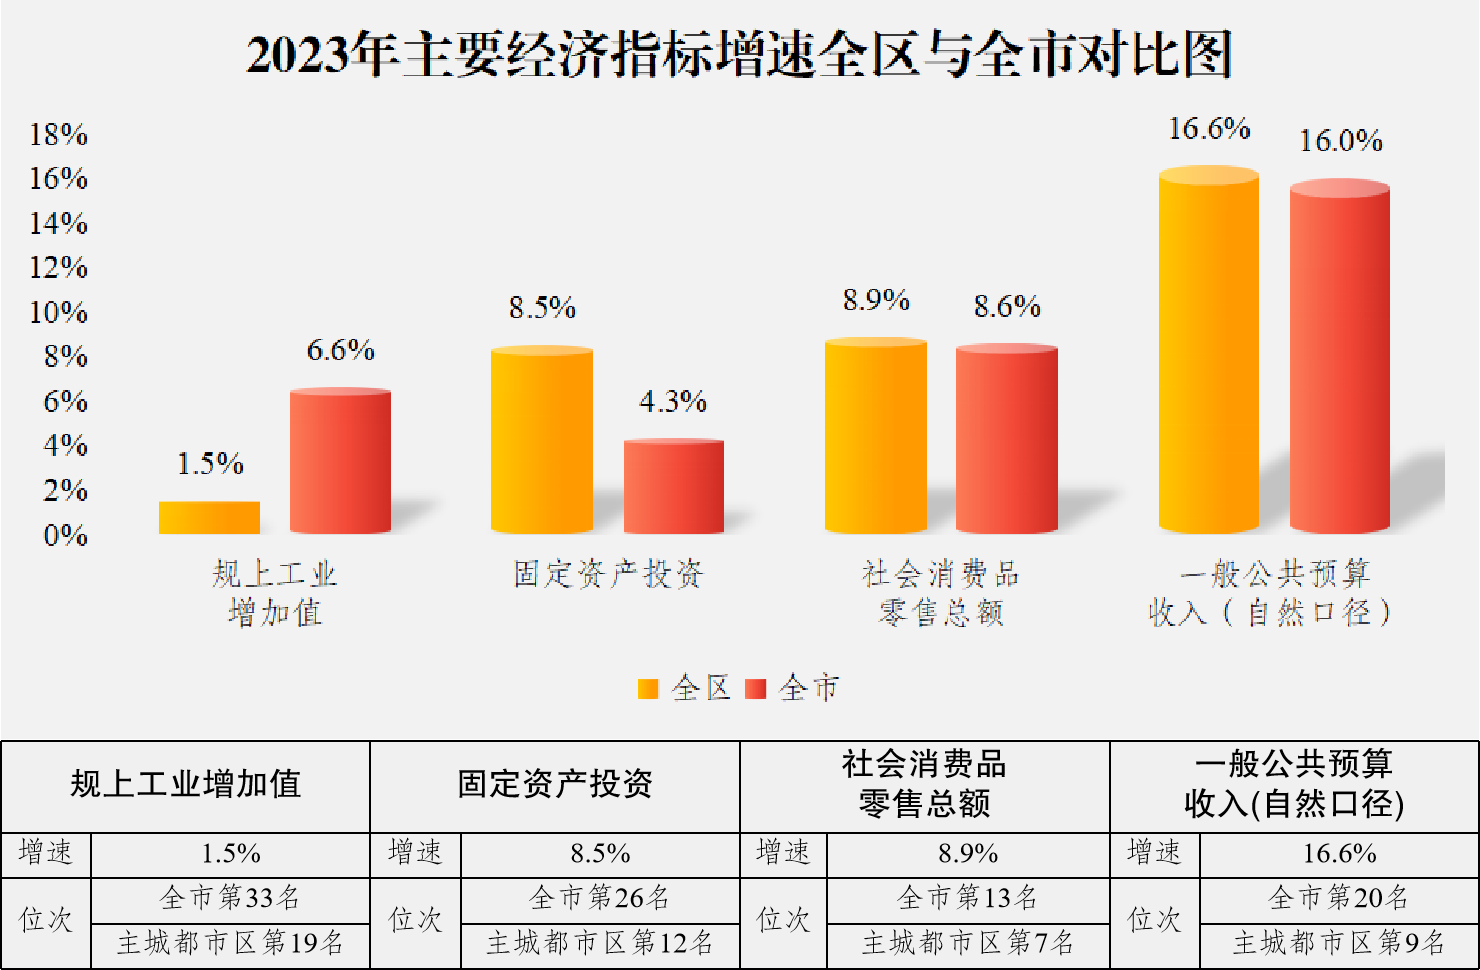 2023年主要经济指标增速全区与全市对比图
18%
16%
14%
12%
10%
8%
6%
4%
2%
0%
1.5%
6.6%
8.5%
4.3%
8.9%
8.6%
16.6%
16.0%
规上工业
增加值
固定资产投资
社会消费品
零售总额
一般公共预算
收入（自然口径）
全区 全市
规上工业增加值
固定资产投资
社会消费品
零售总额
一般公共预算
收入(自然口径)
增速 1.5% 增速 8.5% 增速 8.9% 增速 16.6%
位次 全市第33名 位次 全市第26名 位次 全市第13名 位次 全市第20名
主城都市区第19名 主城都市区第12名 主城都市区第7名 主城都市区第9名